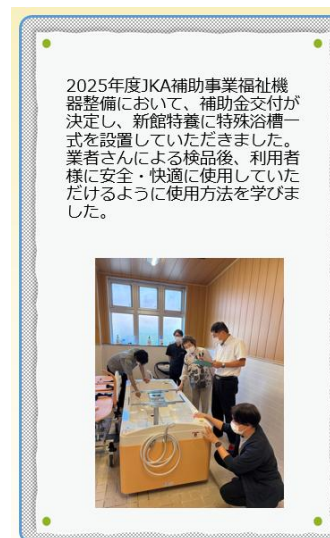 2025年度JKA補助事業福祉機
器整備において、補助金交付が
決定し、新館特養に特殊浴槽一
式を設置していただきました。
業者さんによる検品後、利用者
様に安全・快適に使用していた
だけるように使用方法を学びま
した。